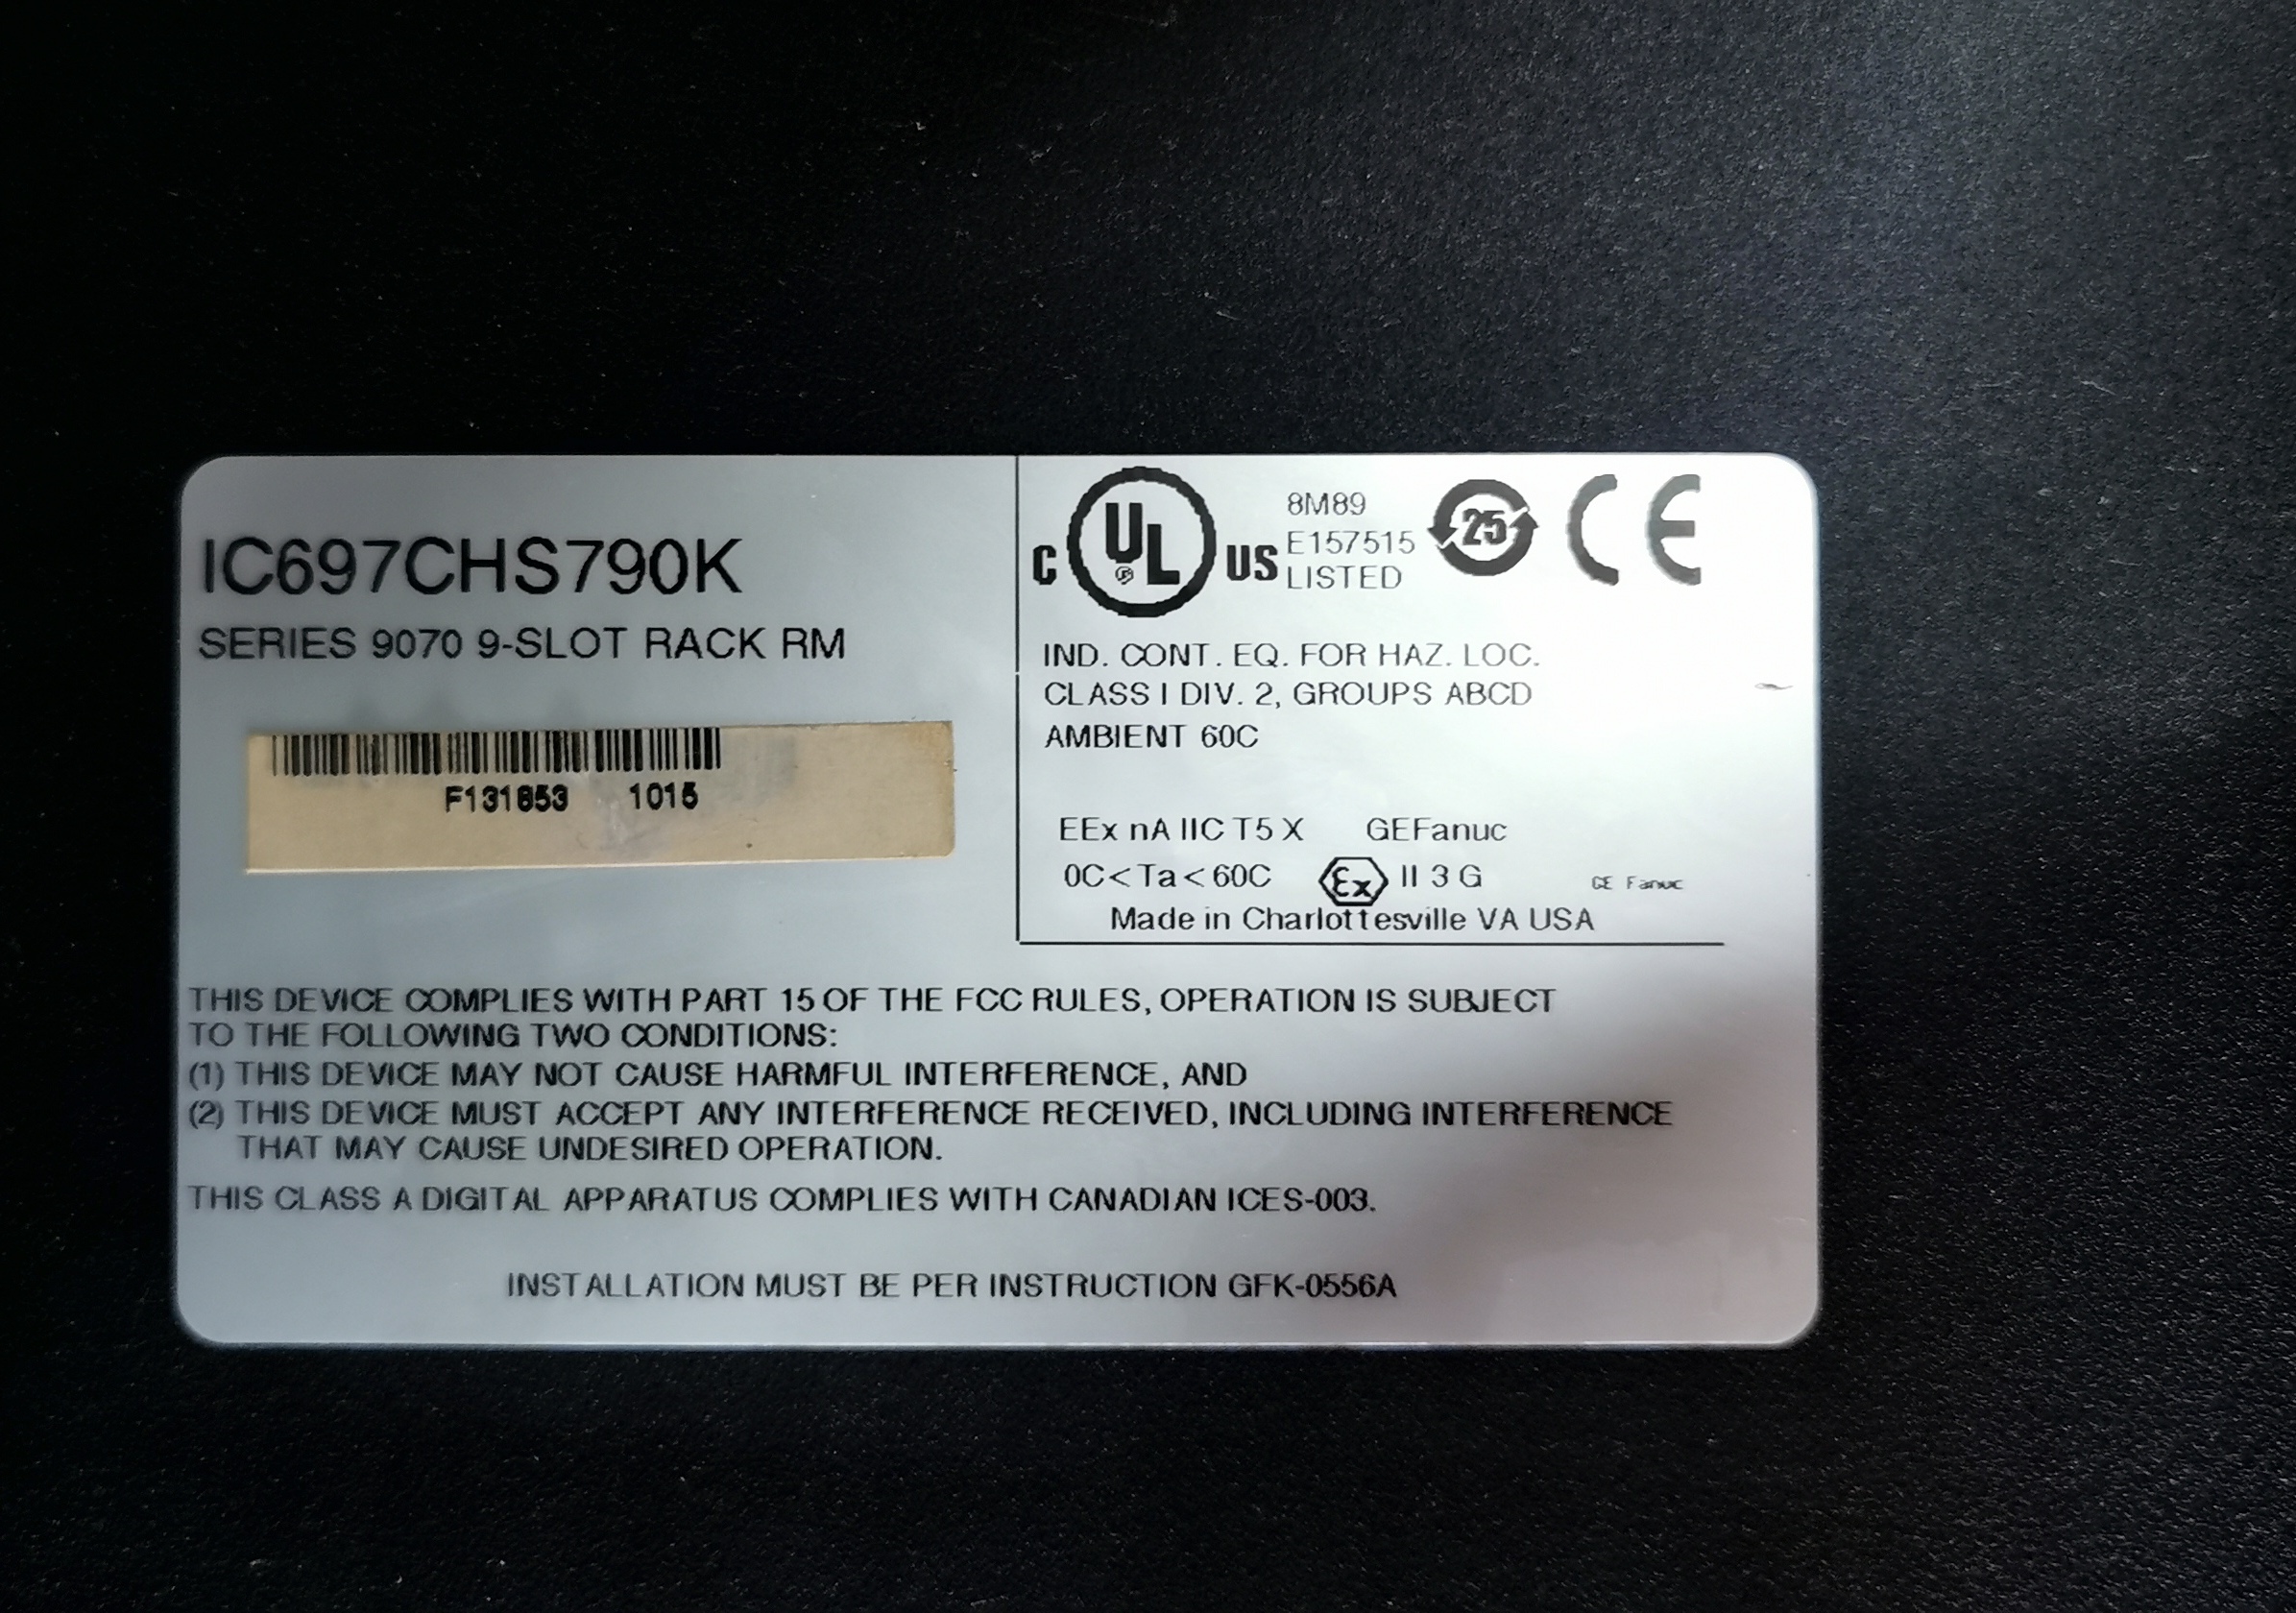 IC697CHS790K
SERIES 9070 9-SLOT RACK RM
F131853 1015
C UL US
8M89
E157515
LISTED
25
CE
IND. CONT. EQ. FOR HAZ. LOC.
CLASS I DIV. 2, GROUPS ABCD
AMBIENT 60C
EEx nA IIC T5 X GEFanuc
0C<Ta<60C Ex II 3 G GE Fanuc
Made in Charlottesville VA USA
THIS DEVICE COMPLIES WITH PART 15 OF THE FCC RULES, OPERATION IS SUBJECT
TO THE FOLLOWING TWO CONDITIONS:
(1) THIS DEVICE MAY NOT CAUSE HARMFUL INTERFERENCE, AND
(2) THIS DEVICE MUST ACCEPT ANY INTERFERENCE RECEIVED, INCLUDING INTERFERENCE
THAT MAY CAUSE UNDESIRED OPERATION.
THIS CLASS A DIGITAL APPARATUS COMPLIES WITH CANADIAN ICES-003.
INSTALLATION MUST BE PER INSTRUCTION GFK-0556A